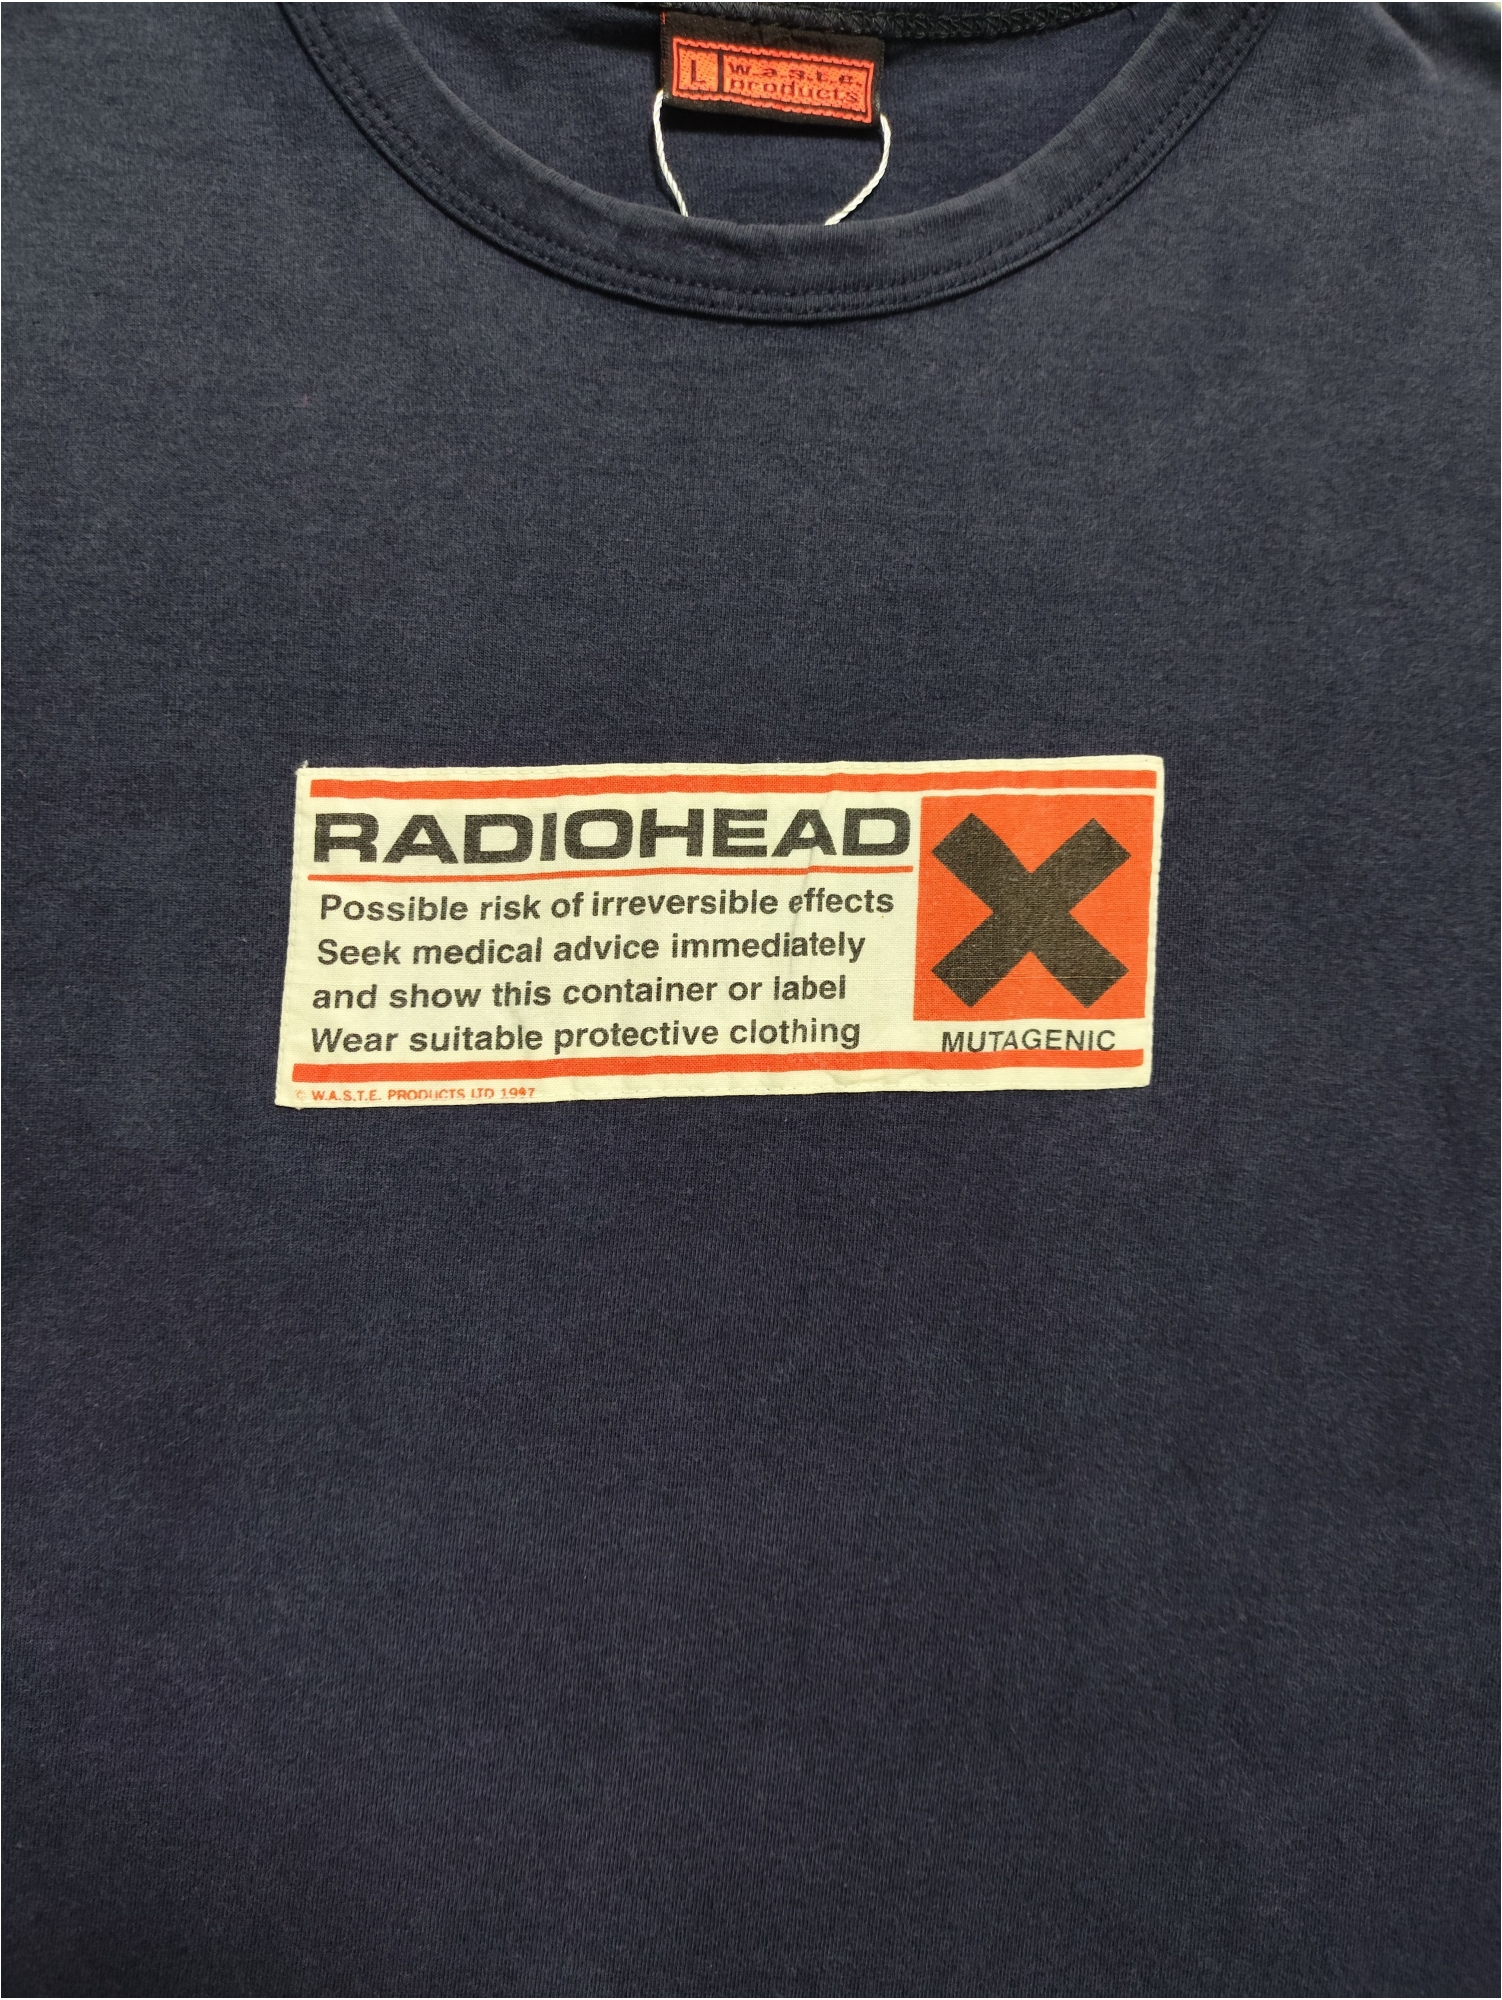 L
w.a.s.t.e.
products
RADIOHEAD
Possible risk of irreversible effects
Seek medical advice immediately
and show this container or label
Wear suitable protective clothing
MUTAGENIC
© W.A.S.T.E. PRODUCTS LTD 1997